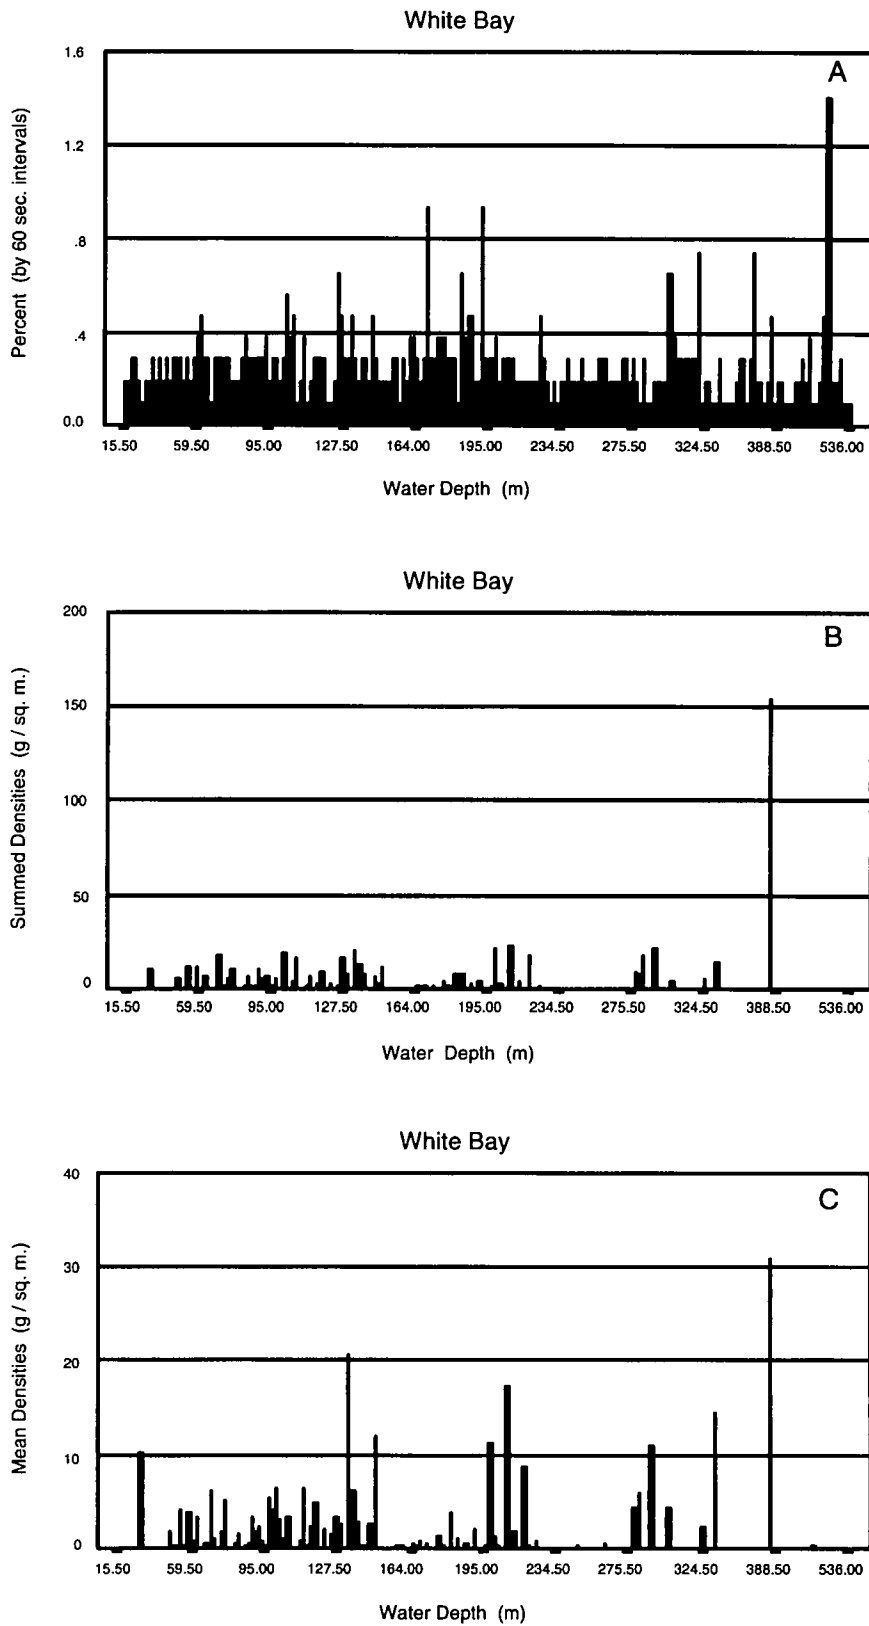 White Bay
A
1.6
1.2
.8
.4
0.0
Percent (by 60 sec. intervals)
15.50 59.50 95.00 127.50 164.00 195.00 234.50 275.50 324.50 388.50 536.00
Water Depth (m)
White Bay
B
200
150
100
50
0
Summed Densities (g / sq. m.)
15.50 59.50 95.00 127.50 164.00 195.00 234.50 275.50 324.50 388.50 536.00
Water Depth (m)
White Bay
C
40
30
20
10
0
Mean Densities (g / sq. m.)
15.50 59.50 95.00 127.50 164.00 195.00 234.50 275.50 324.50 388.50 536.00
Water Depth (m)